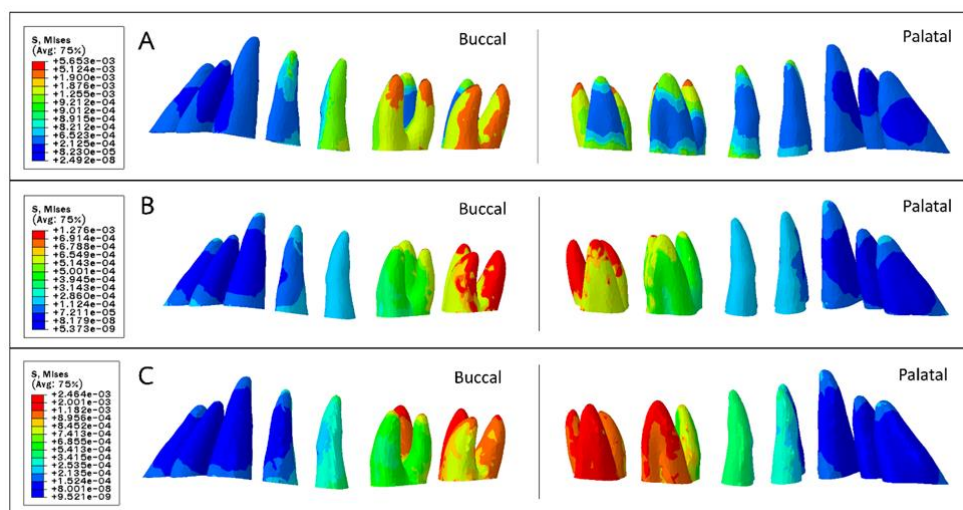 S, Mises
(Avg: 75%)
+5.653e-03
+5.124e-03
+1.900e-03
+1.876e-03
+1.255e-03
+9.212e-04
+9.012e-04
+8.915e-04
+8.212e-04
+6.523e-04
+2.125e-04
+8.230e-05
+2.492e-08
A
Buccal
Palatal
S, Mises
(Avg: 75%)
+1.276e-03
+6.914e-04
+6.788e-04
+6.549e-04
+5.143e-04
+5.001e-04
+3.945e-04
+3.143e-04
+2.860e-04
+1.124e-04
+7.211e-05
+8.179e-08
+5.373e-09
B
Buccal
Palatal
S, Mises
(Avg: 75%)
+2.464e-03
+2.001e-03
+1.182e-03
+8.956e-04
+8.452e-04
+7.413e-04
+6.855e-04
+5.413e-04
+3.415e-04
+2.535e-04
+2.135e-04
+1.524e-04
+8.001e-08
+9.521e-09
C
Buccal
Palatal